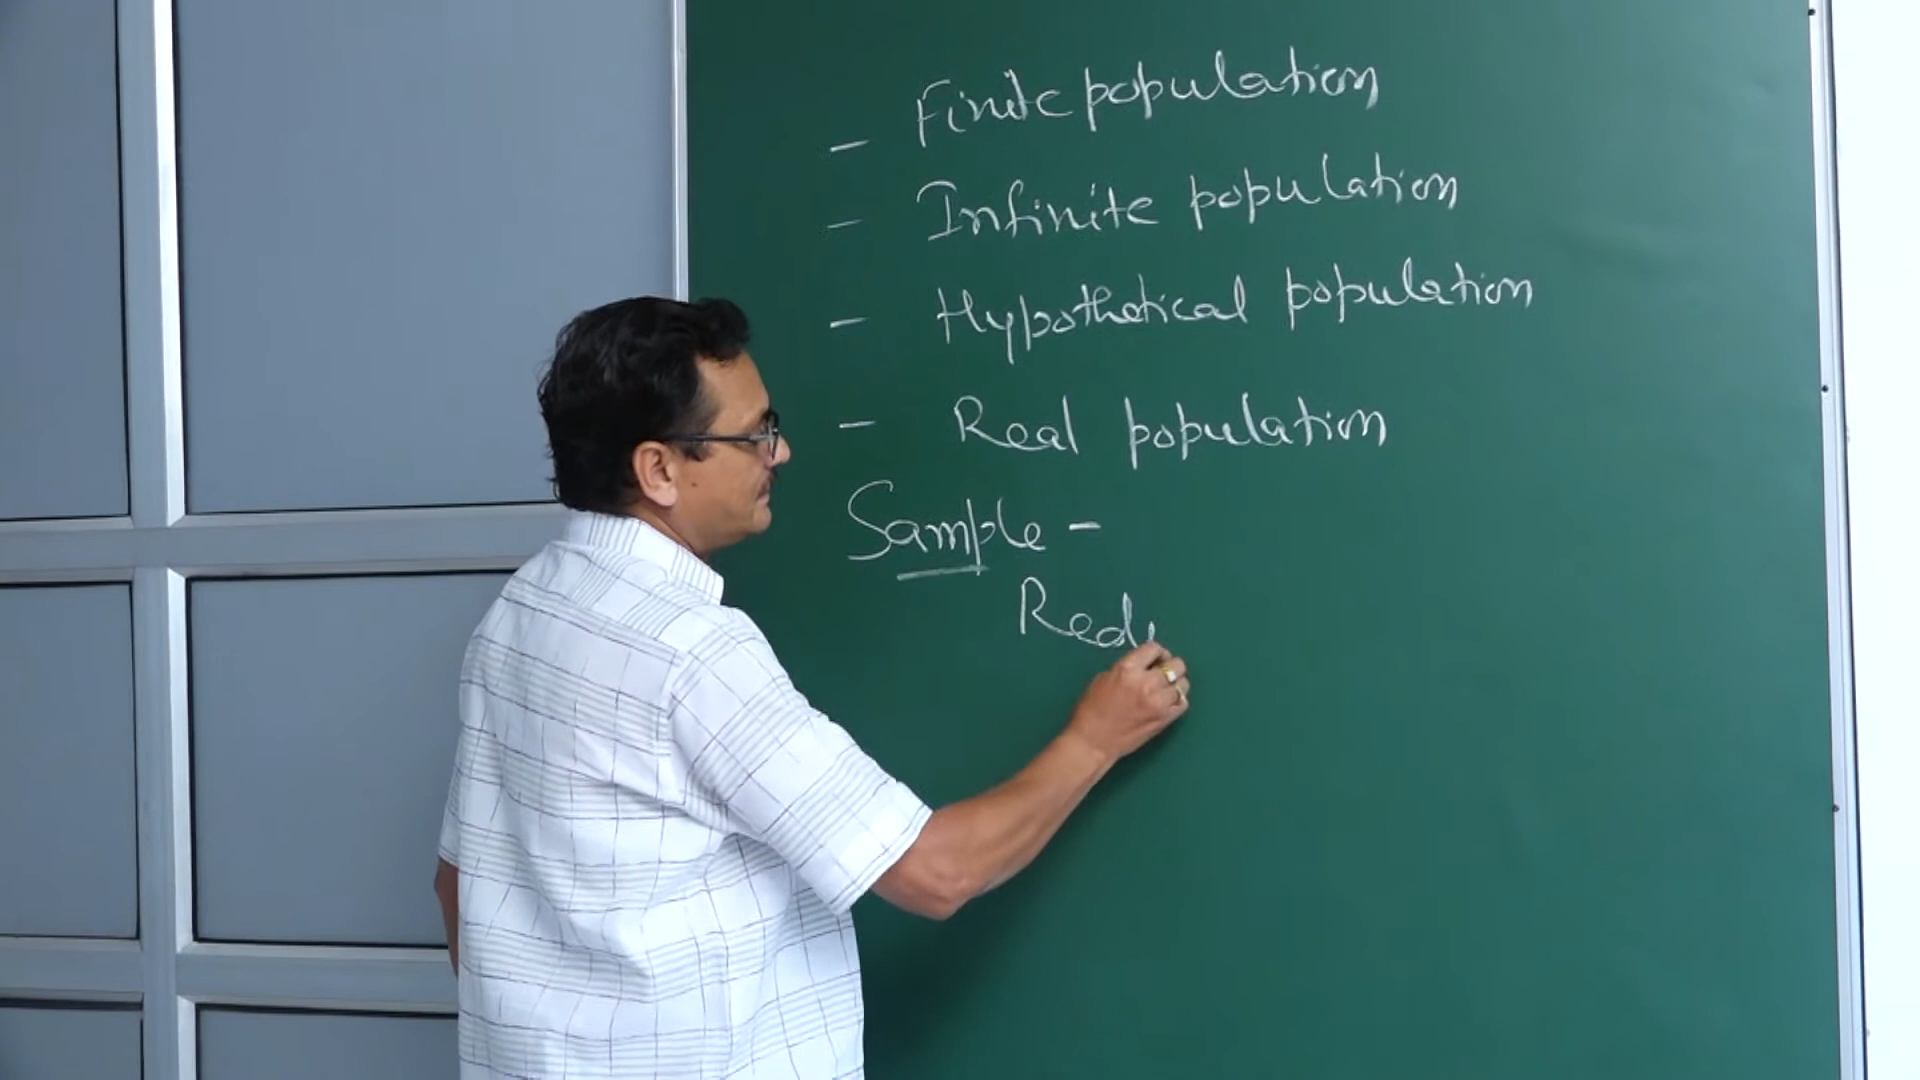 - Finite population
- Infinite population
- Hypothetical population
- Real population
Sample -